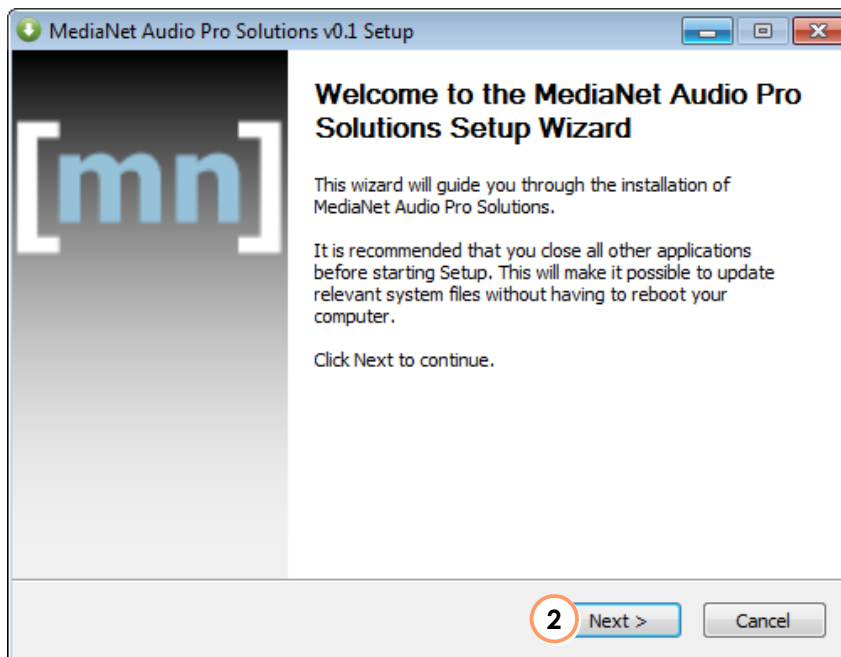 MediaNet Audio Pro Solutions v0.1 Setup
[mn]
Welcome to the MediaNet Audio Pro
Solutions Setup Wizard
This wizard will guide you through the installation of
MediaNet Audio Pro Solutions.
It is recommended that you close all other applications
before starting Setup. This will make it possible to update
relevant system files without having to reboot your
computer.
Click Next to continue.
2 Next > Cancel